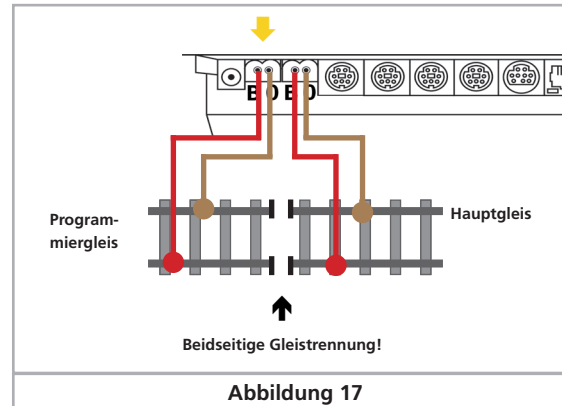 B O B O
Program-
miergleis
Hauptgleis
Beidseitige Gleistrennung!
Abbildung 17